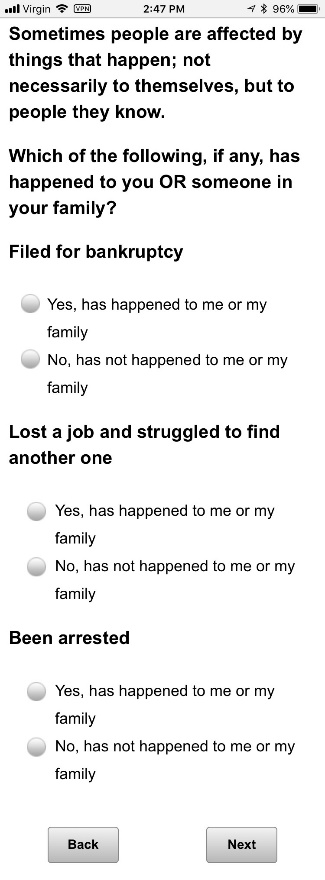 Virgin VPN 2:47 PM 96%
Sometimes people are affected by
things that happen; not
necessarily to themselves, but to
people they know.
Which of the following, if any, has
happened to you OR someone in
your family?
Filed for bankruptcy
Yes, has happened to me or my
family
No, has not happened to me or my
family
Lost a job and struggled to find
another one
Yes, has happened to me or my
family
No, has not happened to me or my
family
Been arrested
Yes, has happened to me or my
family
No, has not happened to me or my
family
Back Next